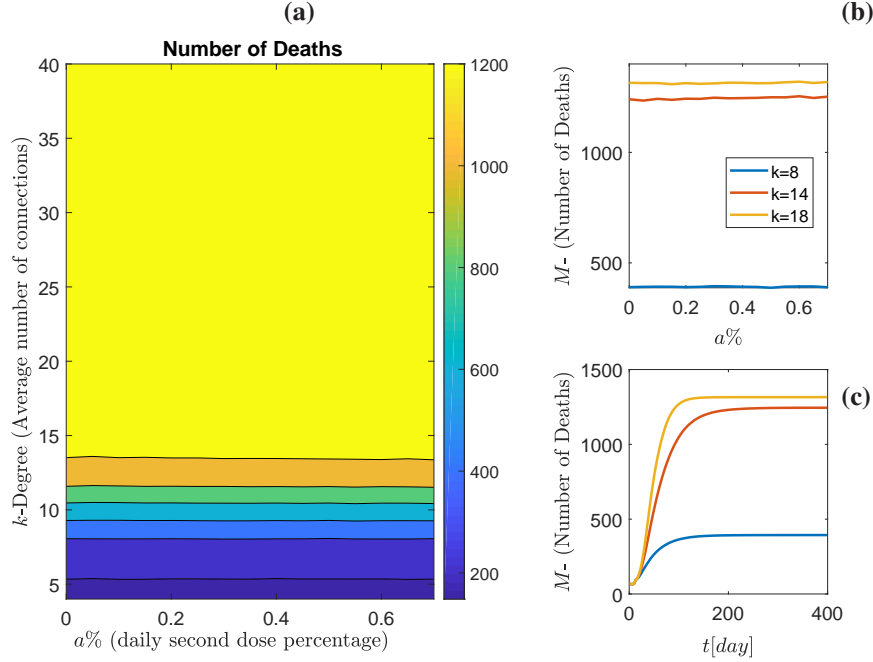 (a)
Number of Deaths
k-Degree (Average number of connections)
40
35
30
25
20
15
10
5
0
0.2
0.4
0.6
a% (daily second dose percentage)
1200
1000
800
600
400
200
(b)
M- (Number of Deaths)
1000
500
k=8
k=14
k=18
0
0.2
0.4
0.6
a%
(c)
M- (Number of Deaths)
1500
1000
500
0
0
200
400
t[day]